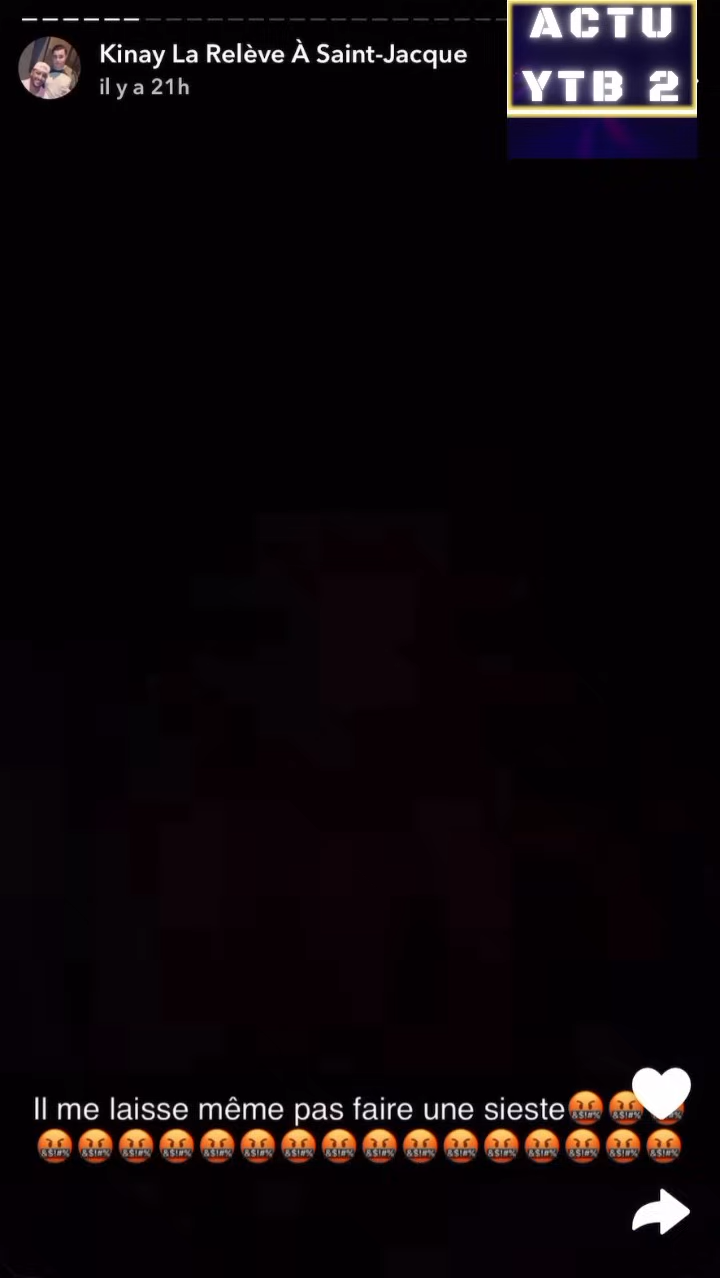 Kinay La Relève À Saint-Jacque
il y a 21h
ACTU
YTB 2
Il me laisse même pas faire une sieste🤬🤬🤬
🤬🤬🤬🤬🤬🤬🤬🤬🤬🤬🤬🤬🤬🤬🤬🤬